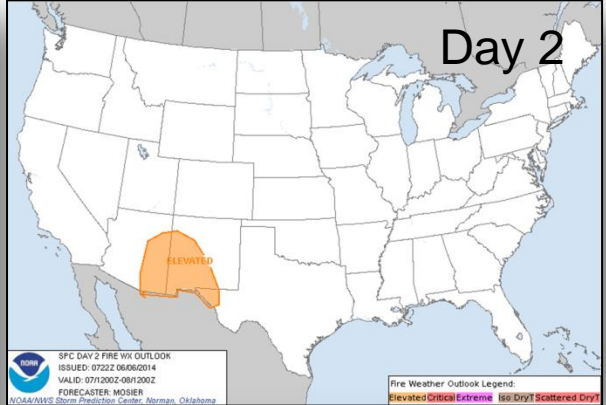 Day 2
ELEVATED
NOAA
SPC DAY 2 FIRE WX OUTLOOK
ISSUED: 0722Z 06/06/2014
VALID: 07/1200Z-08/1200Z
FORECASTER: MOSIER
NOAA/NWS Storm Prediction Center, Norman, Oklahoma
Fire Weather Outlook Legend:
Elevated Critical Extreme Iso DryT Scattered DryT